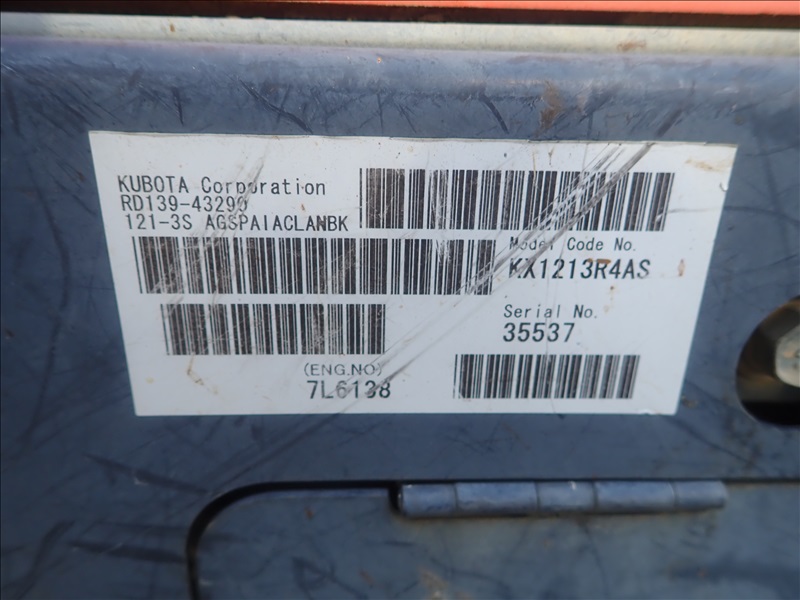 KUBOTA Corporation
RD139-43290
121-3S AGSPAIACLANBK
Model Code No.
KX1213R4AS
Serial No.
35537
(ENG.NO)
7L6138